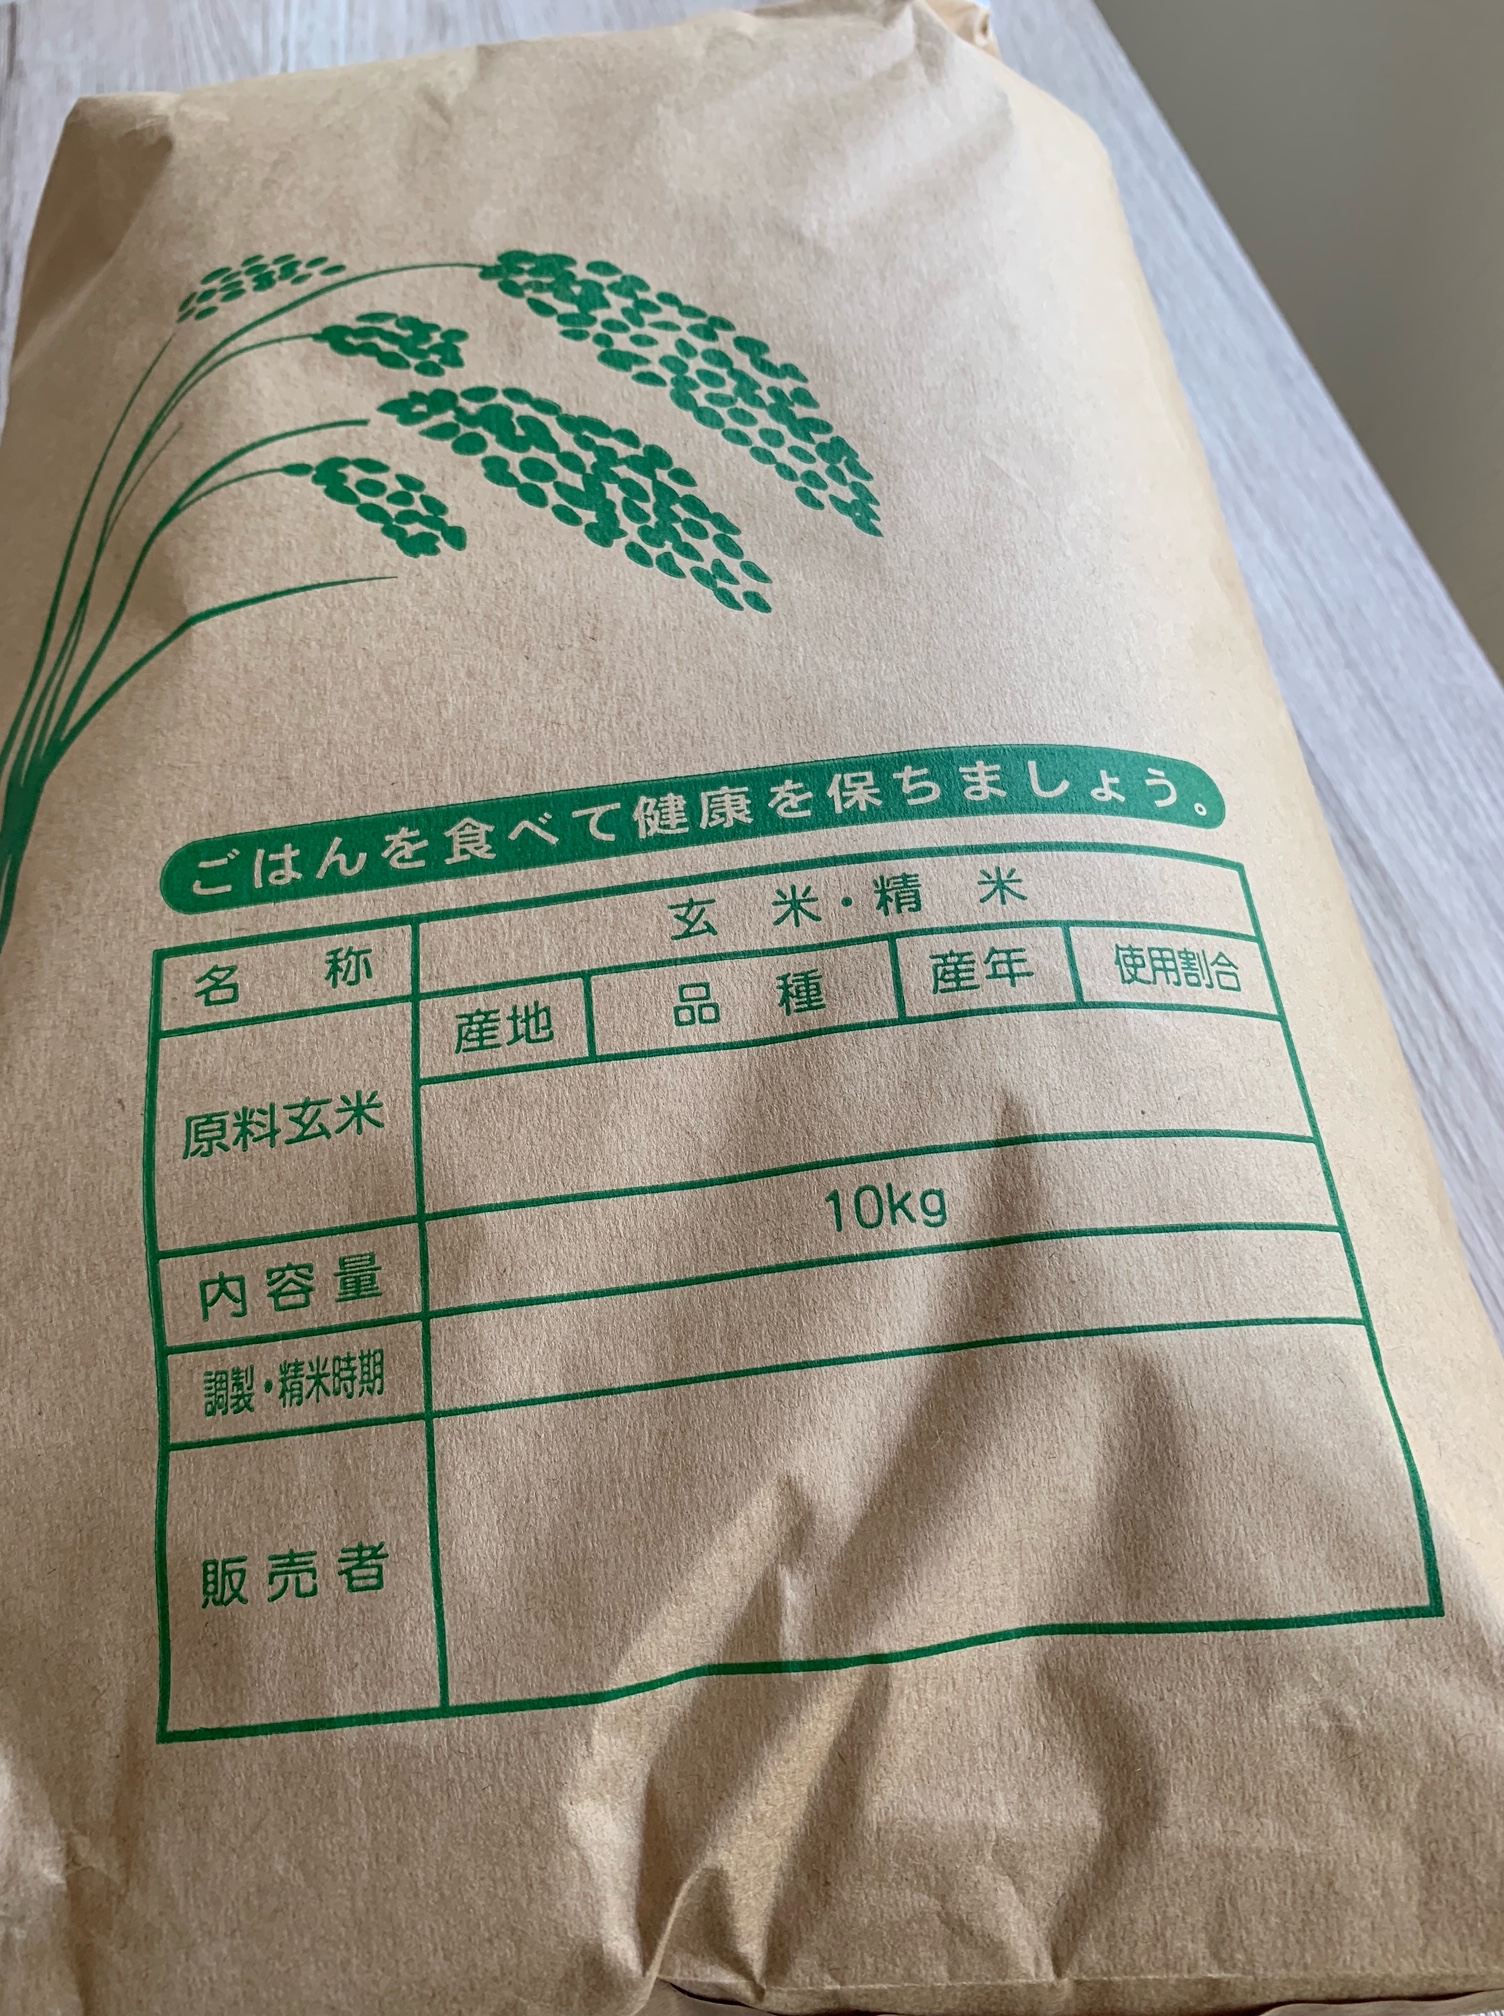 ごはんを食べて健康を保ちましょう。
名称 玄米・精米
原料玄米 産地 品種 産年 使用割合
内容量 10kg
調製・精米時期
販売者